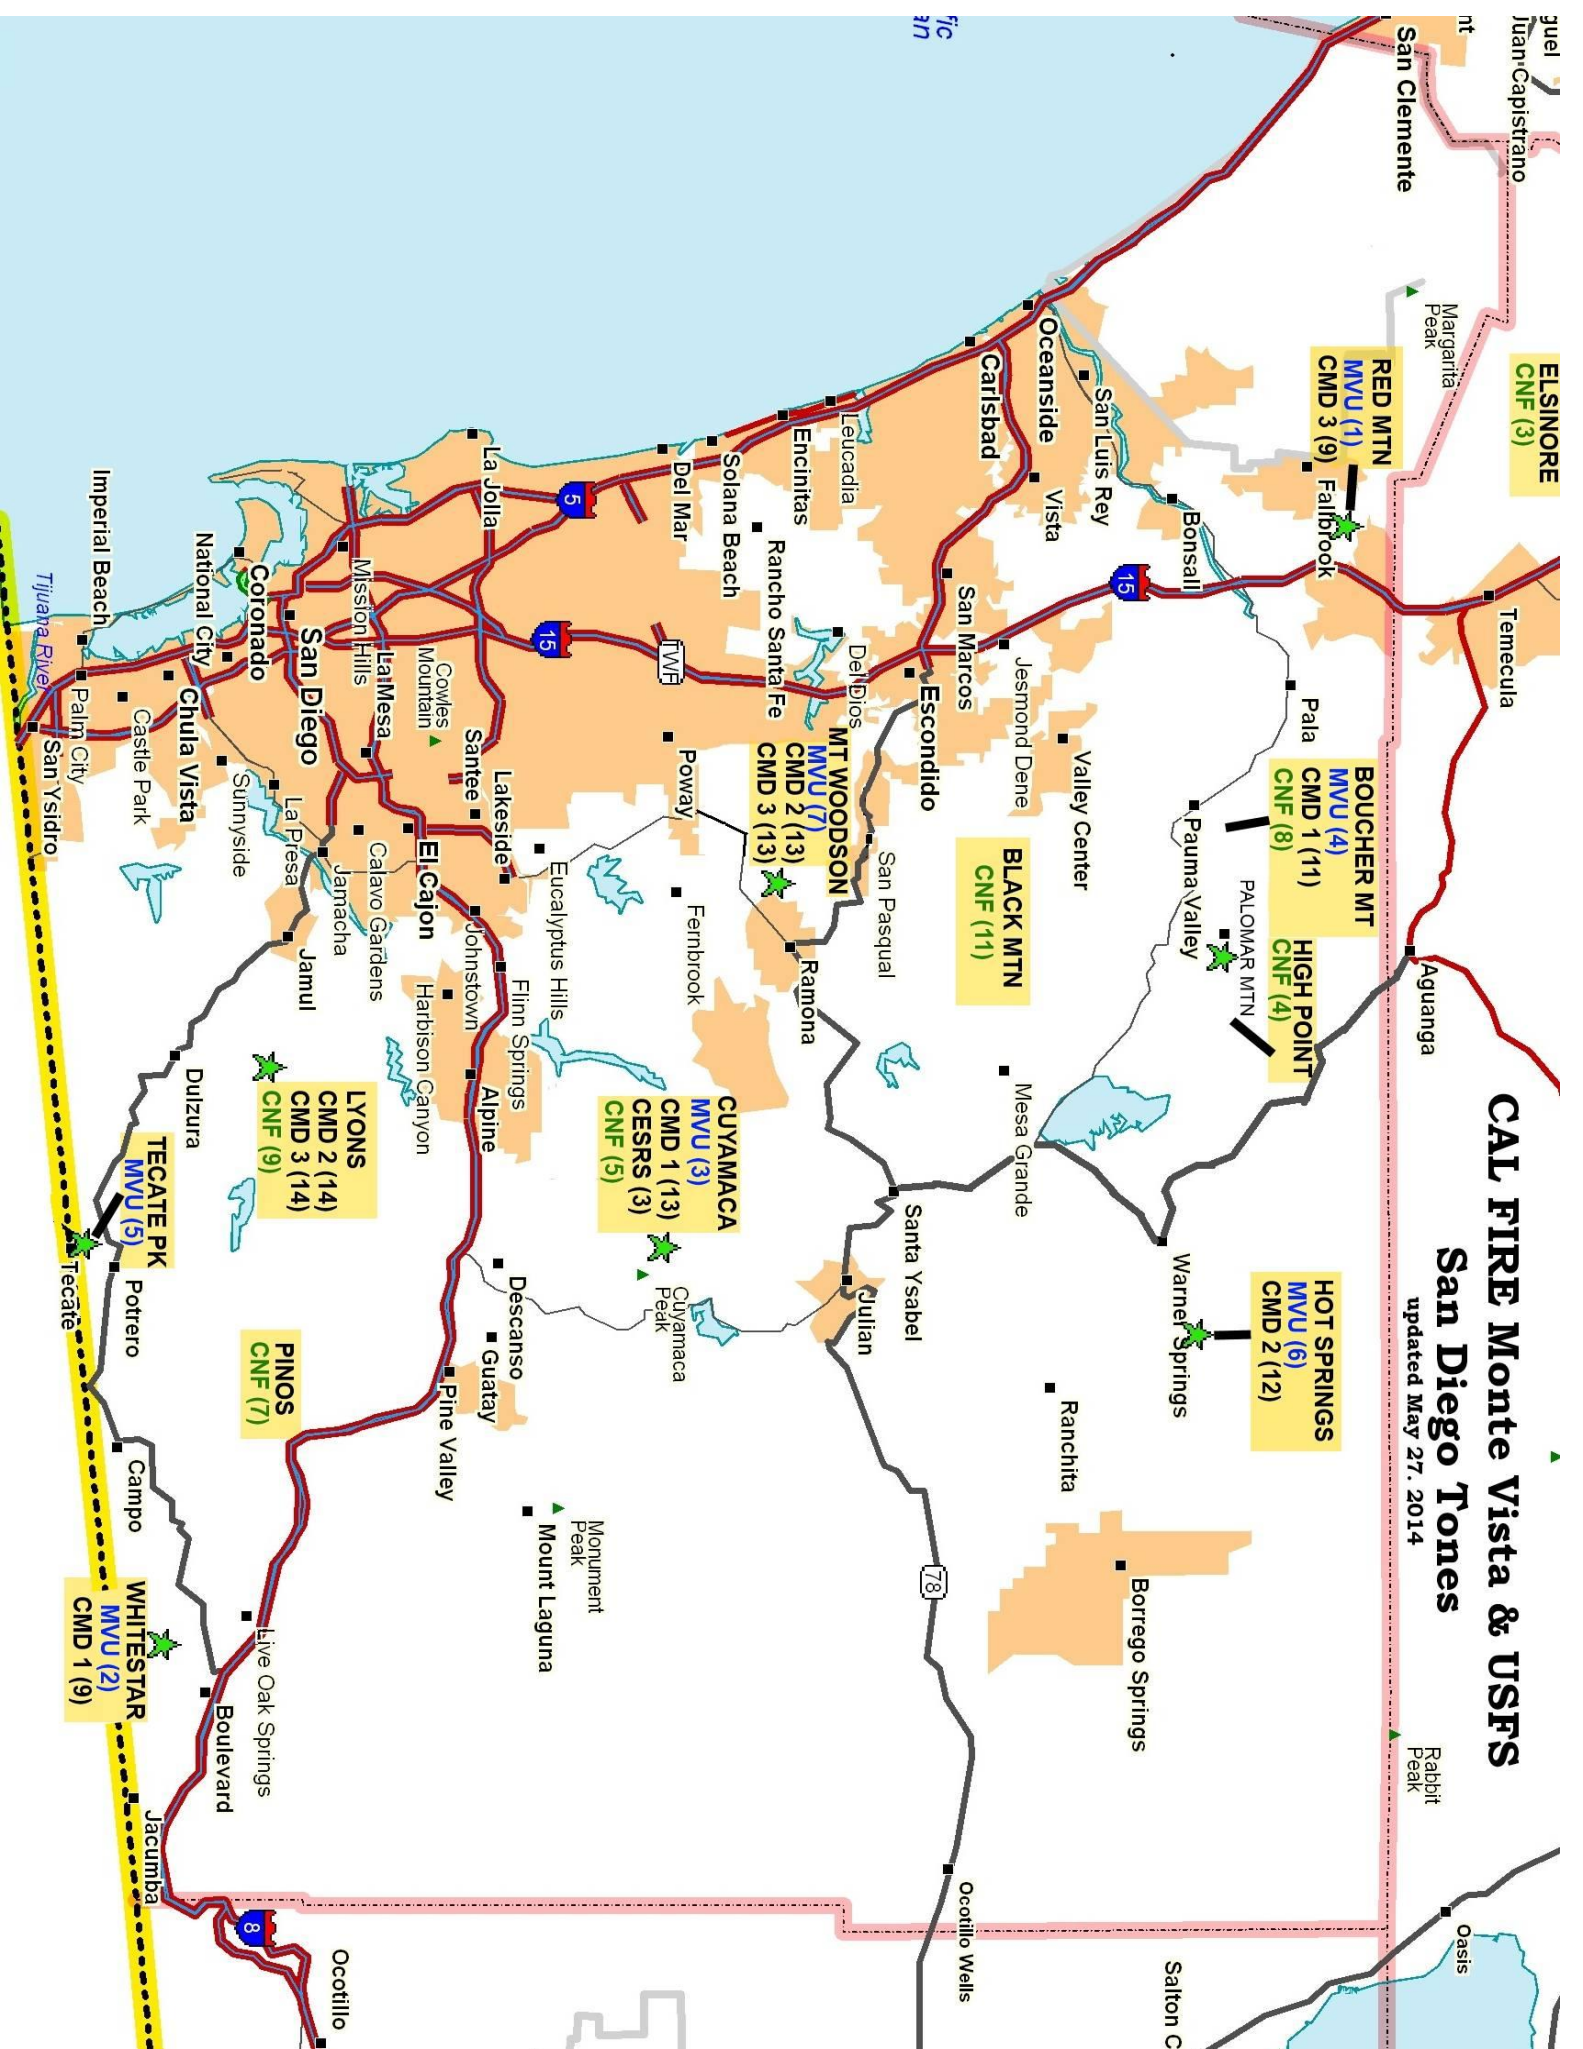 CAL FIRE Monte Vista & USFS
San Diego Tones
updated May 27. 2014
San Clemente
Juan Capistrano
Margarita
Peak
ELSINORE
CNF (3)
RED MTN
MVU (1)
CMD 3 (9)
Fallbrook
Temecula
Aguanga
Rabbit
Peak
Oasis
Salton C
Oceanside
San Luis Rey
Bonsall
Pala
BOUCHER MT
MVU (4)
CMD 1 (11)
CNF (8)
HIGH POINT
CNF (4)
PALOMAR MTN
Pauma Valley
HOT SPRINGS
MVU (6)
CMD 2 (12)
Warner Springs
Carlsbad
Vista
15
San Marcos
Jesmond Dene
Valley Center
BLACK MTN
CNF (11)
Mesa Grande
Ranchita
Borrego Springs
Leucadia
Encinitas
Solana Beach
Del Mar
Rancho Santa Fe
Del Dios
Escondido
San Pasqual
MT WOODSON
MVU (7)
CMD 2 (13)
CMD 3 (13)
Ramona
Santa Ysabel
Julian
78
Ocotillo Wells
TWF
Poway
Fernbrook
CUYAMACA
MVU (3)
CMD 1 (13)
CESRS (3)
CNF (5)
Cuyamaca
Peak
Monument
Peak
Mount Laguna
5
15
La Jolla
Cowles
Mountain
Santee
Lakeside
Eucalyptus Hills
Flinn Springs
Johnstown
Alpine
Descanso
Guatay
Pine Valley
Mission Hills
La Mesa
El Cajon
Harbison Canyon
Calavo Gardens
Jamacha
Coronado
San Diego
La Presa
Jamul
LYONS
CMD 2 (14)
CMD 3 (14)
CNF (9)
PINOS
CNF (7)
Live Oak Springs
Boulevard
8
Ocotillo
National City
Chula Vista
Sunnyside
Dulzura
TECATE PK
MVU (5)
Potrero
Campo
WHITESTAR
MVU (2)
CMD 1 (9)
Jacumba
Imperial Beach
Palm City
Castle Park
Tijuana River
San Ysidro
Tecate